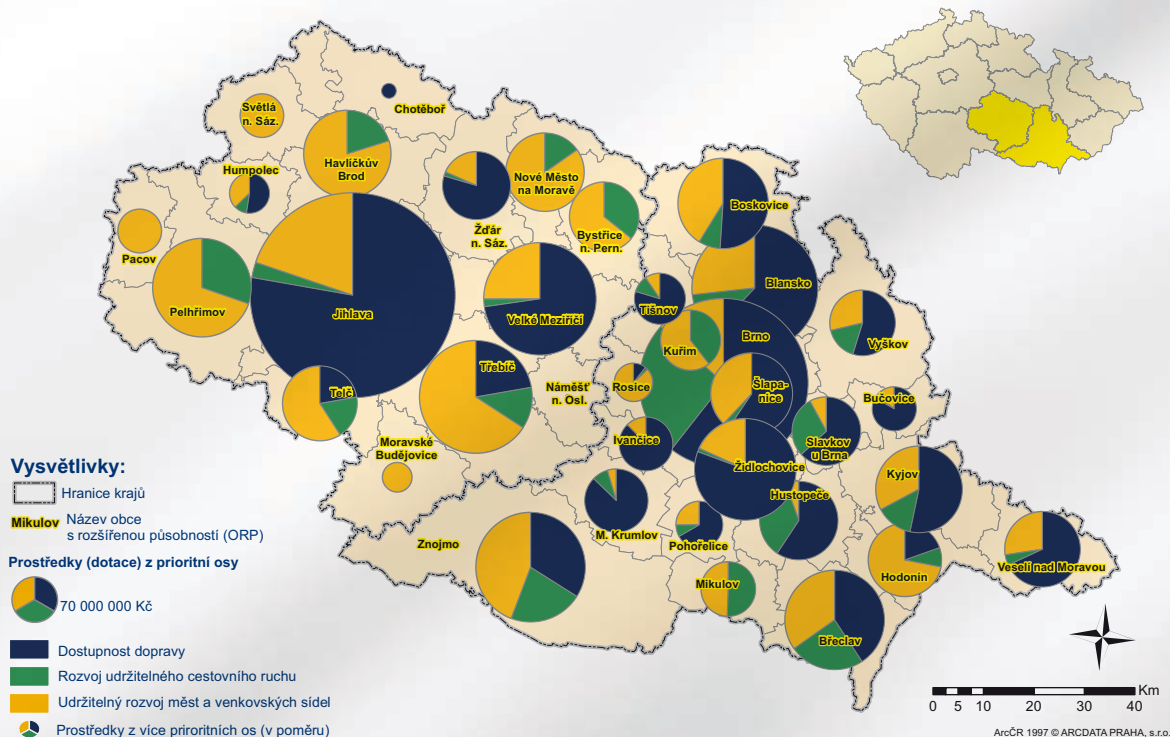 Světlá
n. Sáz.
Chotěboř
Havlíčkův
Brod
Humpolec
Nové Město
na Moravě
Žďár
n. Sáz.
Bystřice
n. Pern.
Boskovice
Pacov
Pelhřimov
Jihlava
Velké Meziříčí
Tišnov
Blansko
Brno
Kuřim
Vyškov
Telč
Třebíč
Náměšť
n. Osl.
Rosice
Šlapa-
nice
Bučovice
Moravské
Budějovice
Ivančice
Slavkov
u Brna
Židlochovice
Kyjov
Hustopeče
M. Krumlov
Pohořelice
Znojmo
Mikulov
Hodonín
Veselí nad Moravou
Břeclav
Vysvětlivky:
Hranice krajů
Mikulov Název obce
s rozšířenou působností (ORP)
Prostředky (dotace) z prioritní osy
70 000 000 Kč
Dostupnost dopravy
Rozvoj udržitelného cestovního ruchu
Udržitelný rozvoj měst a venkovských sídel
Prostředky z více priroritních os (v poměru)
0 5 10 20 30 40 Km
ArcČR 1997 © ARCDATA PRAHA, s.r.o.